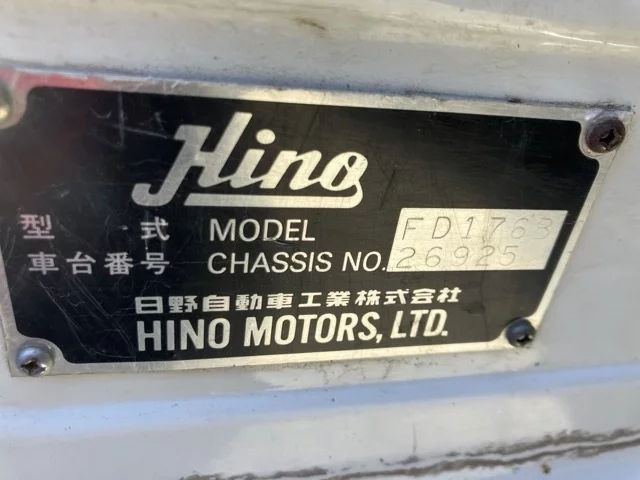 Hino
型式 MODEL FD176B
車台番号 CHASSIS NO. 26925
日野自動車工業株式会社
HINO MOTORS, LTD.